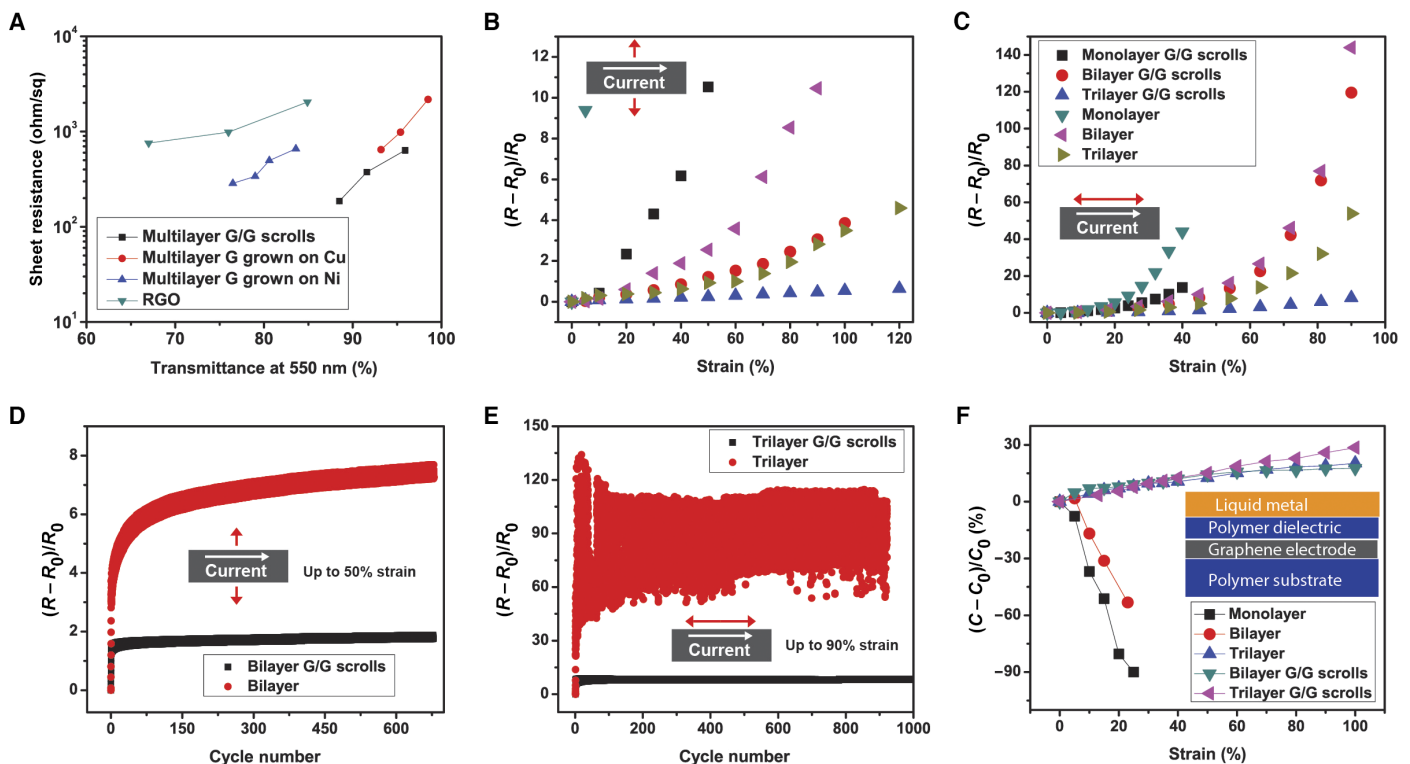 A
Sheet resistance (ohm/sq)
10⁴
10³
10²
10¹
Multilayer G/G scrolls
Multilayer G grown on Cu
Multilayer G grown on Ni
RGO
60 70 80 90 100
Transmittance at 550 nm (%)
B
(R – R₀)/R₀
12
10
8
6
4
2
0
Current
0 20 40 60 80 100 120
Strain (%)
C
(R – R₀)/R₀
140
120
100
80
60
40
20
0
Monolayer G/G scrolls
Bilayer G/G scrolls
Trilayer G/G scrolls
Monolayer
Bilayer
Trilayer
Current
0 20 40 60 80 100
Strain (%)
D
(R – R₀)/R₀
8
6
4
2
0
Current
Up to 50% strain
Bilayer G/G scrolls
Bilayer
0 150 300 450 600
Cycle number
E
(R – R₀)/R₀
150
120
90
60
30
0
Trilayer G/G scrolls
Trilayer
Current
Up to 90% strain
0 200 400 600 800 1000
Cycle number
F
(C – C₀)/C₀ (%)
30
0
−30
−60
−90
Liquid metal
Polymer dielectric
Graphene electrode
Polymer substrate
Monolayer
Bilayer
Trilayer
Bilayer G/G scrolls
Trilayer G/G scrolls
0 20 40 60 80 100
Strain (%)